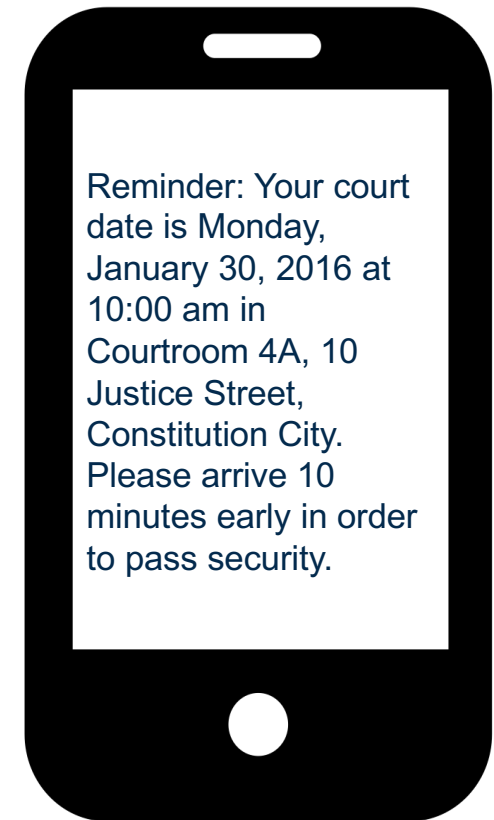 Reminder: Your court
date is Monday,
January 30, 2016 at
10:00 am in
Courtroom 4A, 10
Justice Street,
Constitution City.
Please arrive 10
minutes early in order
to pass security.